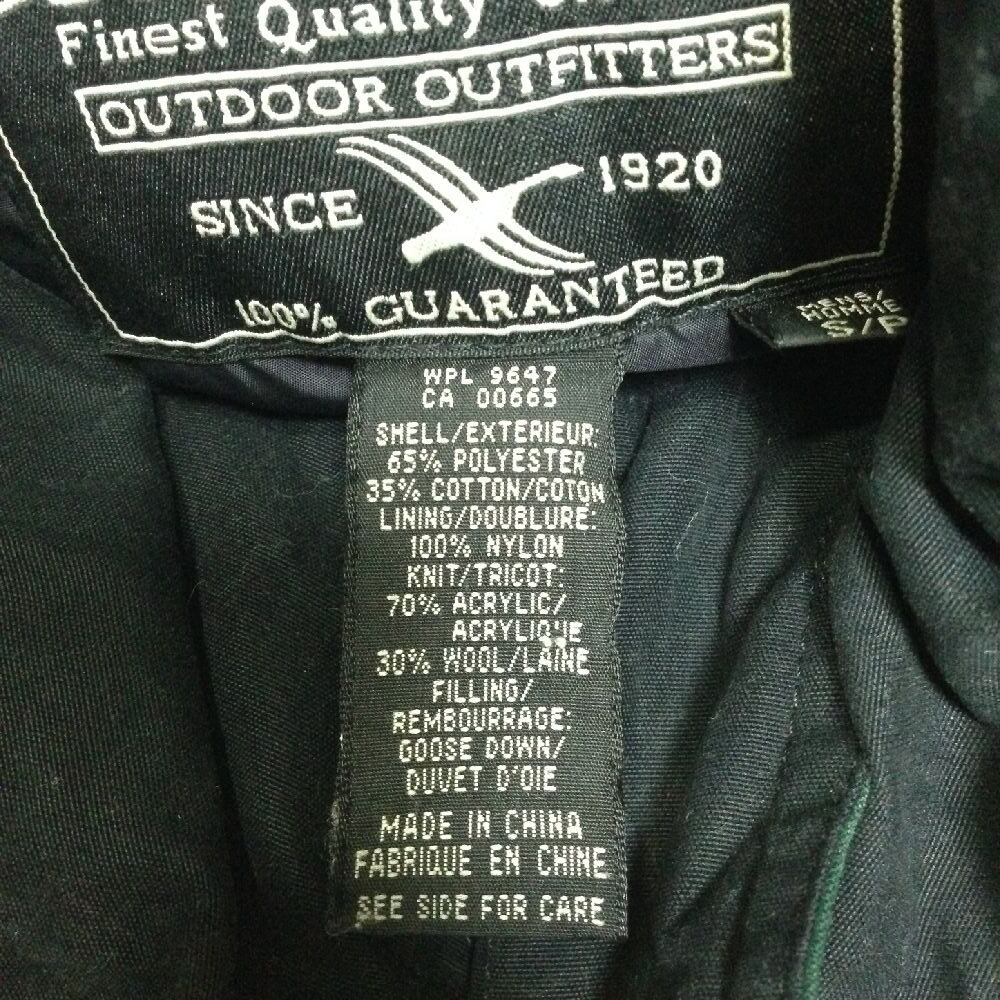 Finest Quality
OUTDOOR OUTFITTERS
SINCE 1920
100% GUARANTEED
MENS/
HOMME
S/P
WPL 9647
CA 00665
SHELL/EXTERIEUR:
65% POLYESTER
35% COTTON/COTON
LINING/DOUBLURE:
100% NYLON
KNIT/TRICOT:
70% ACRYLIC/
ACRYLIQUE
30% WOOL/LAINE
FILLING/
REMBOURRAGE:
GOOSE DOWN/
DUVET D'OIE
MADE IN CHINA
FABRIQUE EN CHINE
SEE SIDE FOR CARE